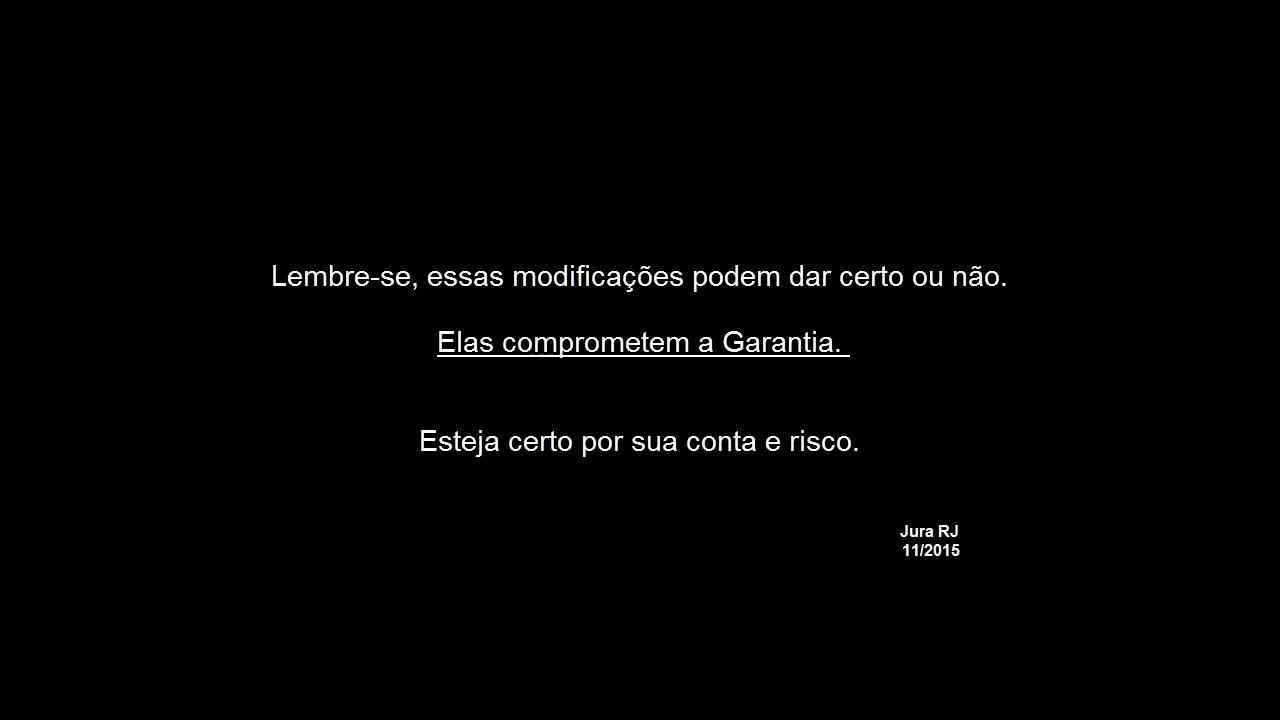 Lembre-se, essas modificações podem dar certo ou não.
Elas comprometem a Garantia.
Esteja certo por sua conta e risco.
Jura RJ
11/2015